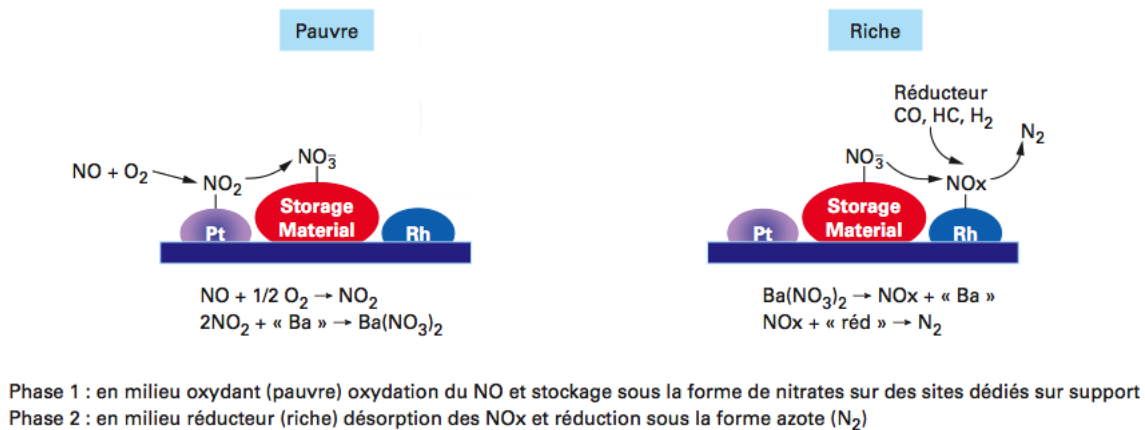 Pauvre
NO + O₂
NO₂
NO₃⁻
Pt
Storage
Material
Rh
NO + 1/2 O₂ → NO₂
2NO₂ + « Ba » → Ba(NO₃)₂
Riche
Réducteur
CO, HC, H₂
N₂
NO₃⁻
NOx
Pt
Storage
Material
Rh
Ba(NO₃)₂ → NOx + « Ba »
NOx + « réd » → N₂
Phase 1 : en milieu oxydant (pauvre) oxydation du NO et stockage sous la forme de nitrates sur des sites dédiés sur support
Phase 2 : en milieu réducteur (riche) désorption des NOx et réduction sous la forme azote (N₂)